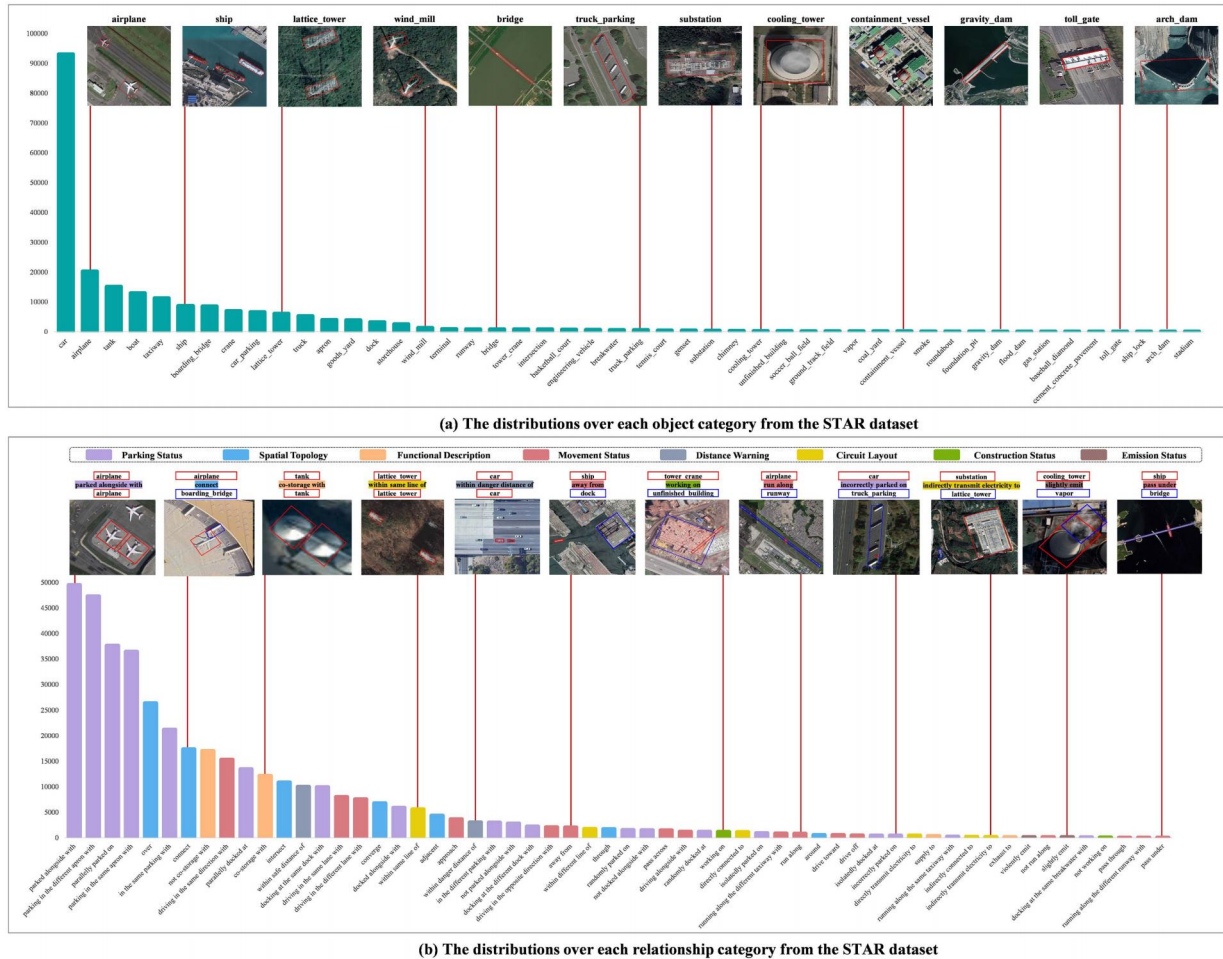 airplane ship lattice_tower wind_mill bridge truck_parking substation cooling_tower containment_vessel gravity_dam toll_gate arch_dam
100000
90000
80000
70000
60000
50000
40000
30000
20000
10000
0
car
airplane
tank
boat
taxiway
ship
boarding_bridge
crane
car_parking
lattice_tower
truck
apron
goods_yard
dock
storehouse
wind_mill
terminal
runway
bridge
tower_crane
intersection
basketball_court
engineering_vehicle
breakwater
truck_parking
tennis_court
genset
substation
chimney
cooling_tower
unfinished_building
soccer_ball_field
ground_track_field
vapor
coal_yard
containment_vessel
smoke
roundabout
foundation_pit
gravity_dam
flood_dam
gas_station
baseball_diamond
cement_concrete_pavement
toll_gate
ship_lock
arch_dam
stadium
(a) The distributions over each object category from the STAR dataset
Parking Status Spatial Topology Functional Description Movement Status Distance Warning Circuit Layout Construction Status Emission Status
airplane airplane tank lattice_tower car ship tower_crane airplane car substation cooling_tower ship
parked alongside with connect co-storage with within same line of within danger distance of away from working on run along incorrectly parked on indirectly transmit electricity to slightly emit pass under
airplane boarding_bridge tank lattice_tower car dock unfinished_building runway truck_parking lattice_tower vapor bridge
50000
45000
40000
35000
30000
25000
20000
15000
10000
5000
0
parked alongside with
parking in the different apron with
parallelly parked on
parking in the same apron with
over
in the same parking with
connect
not co-storage with
driving in the same direction with
parallelly docked at
co-storage with
intersect
within safe distance of
docking at the same dock with
driving in the same lane with
driving in the different lane with
converge
docked alongside with
within same line of
adjacent
approach
within danger distance of
in the different parking with
not parked alongside with
docking at the different dock with
driving in the opposite direction with
away from
within different line of
through
randomly parked on
not docked alongside with
pass across
driving alongside with
randomly docked at
working on
directly connected to
isolatedly parked on
running along the different taxiway with
run along
around
drive toward
drive off
isolatedly docked at
incorrectly parked on
directly transmit electricity to
supply to
running along the same taxiway with
indirectly connected to
indirectly transmit electricity to
exhaust to
violently emit
not run along
slightly emit
docking at the same breakwater with
not working on
pass through
running along the different runway with
pass under
(b) The distributions over each relationship category from the STAR dataset